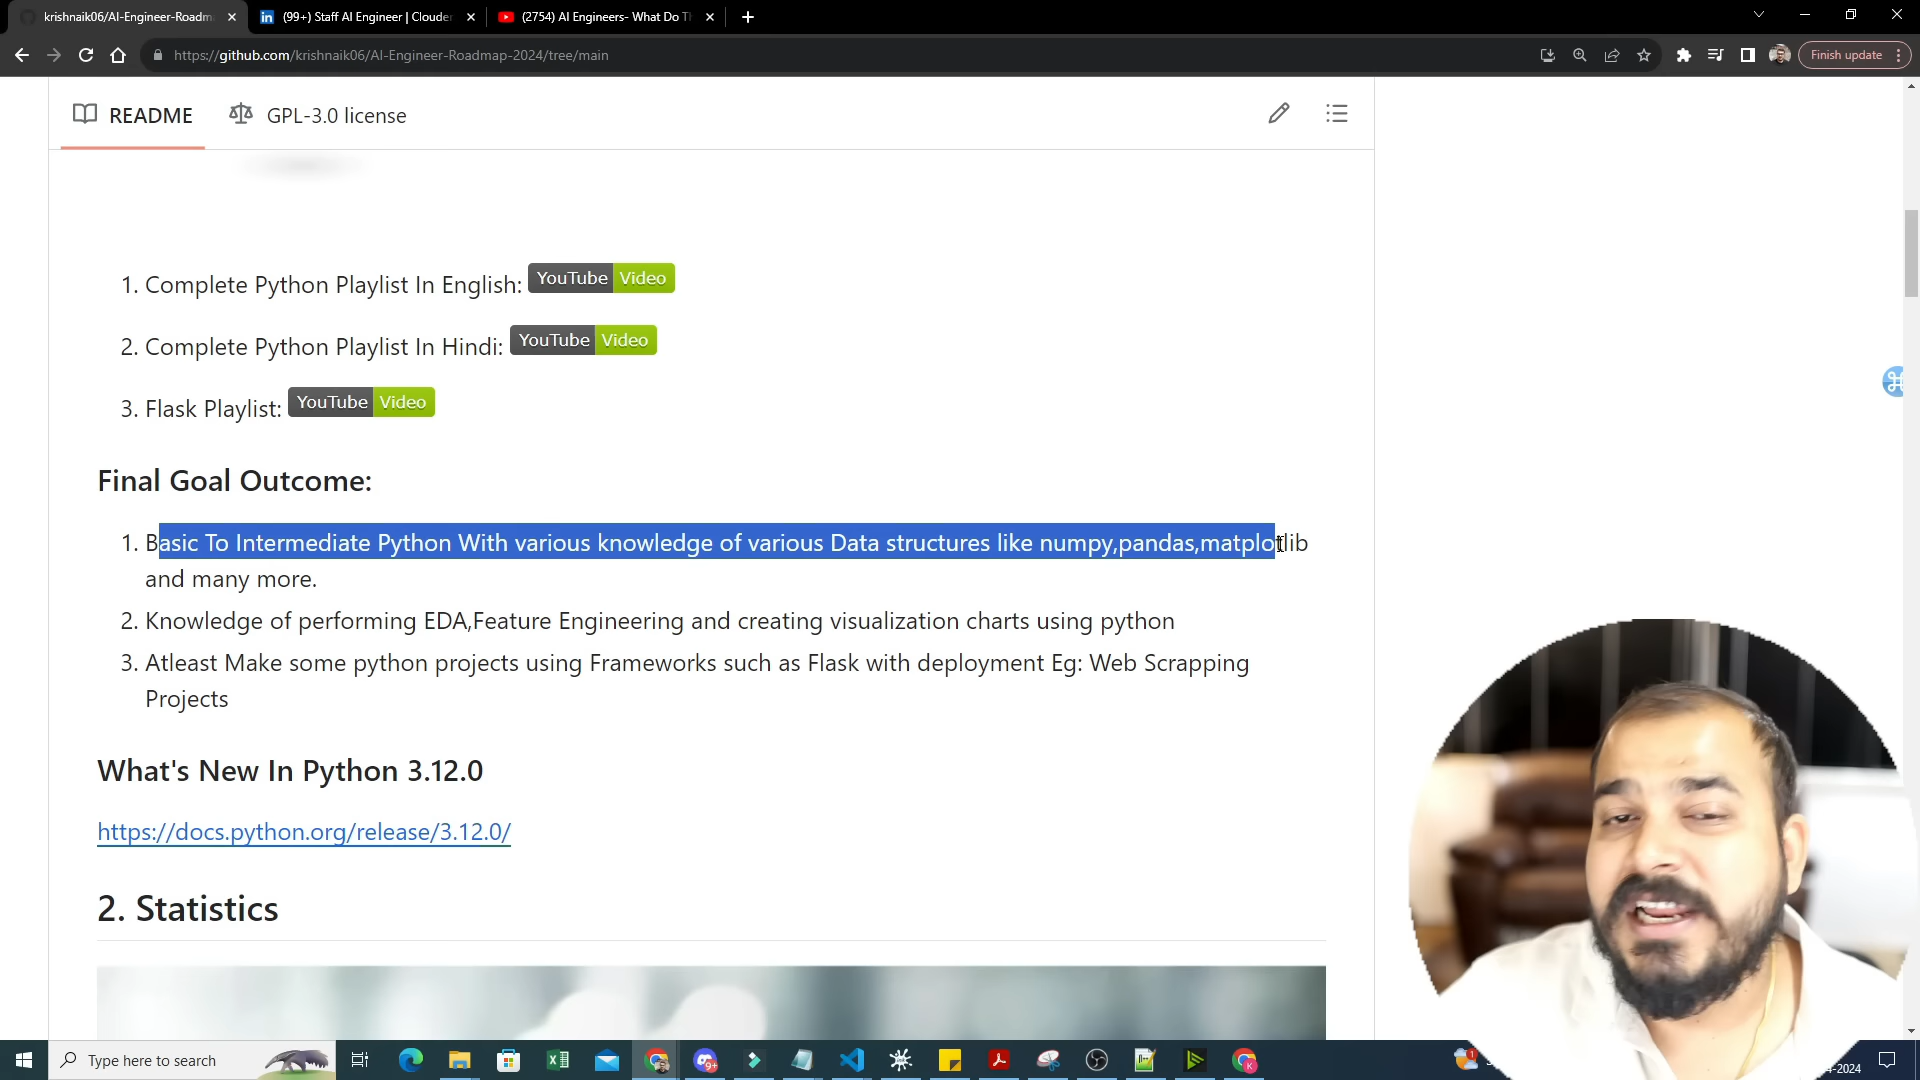 krishnaik06/AI-Engineer-Roadm
(99+) Staff AI Engineer | Clouder
(2754) AI Engineers- What Do Th
https://github.com/krishnaik06/AI-Engineer-Roadmap-2024/tree/main
Finish update
README
GPL-3.0 license
1. Complete Python Playlist In English: YouTube Video
2. Complete Python Playlist In Hindi: YouTube Video
3. Flask Playlist: YouTube Video
Final Goal Outcome:
1. Basic To Intermediate Python With various knowledge of various Data structures like numpy,pandas,matplotlib
and many more.
2. Knowledge of performing EDA,Feature Engineering and creating visualization charts using python
3. Atleast Make some python projects using Frameworks such as Flask with deployment Eg: Web Scrapping
Projects
What's New In Python 3.12.0
https://docs.python.org/release/3.12.0/
2. Statistics
Type here to search